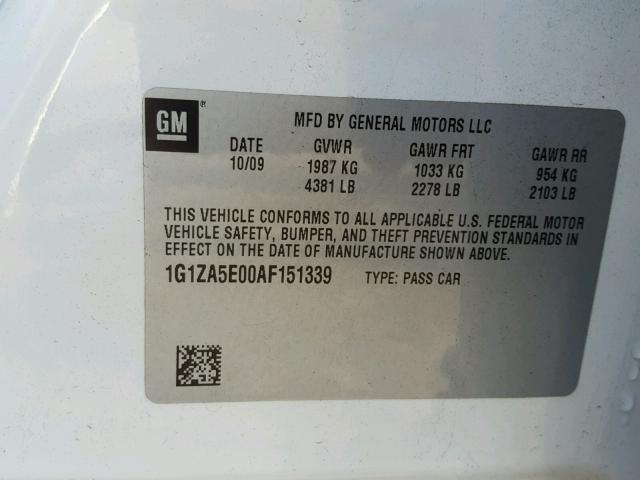 GM ®
MFD BY GENERAL MOTORS LLC
DATE GVWR GAWR FRT GAWR RR
10/09 1987 KG 1033 KG 954 KG
4381 LB 2278 LB 2103 LB
THIS VEHICLE CONFORMS TO ALL APPLICABLE U.S. FEDERAL MOTOR
VEHICLE SAFETY, BUMPER, AND THEFT PREVENTION STANDARDS IN
EFFECT ON THE DATE OF MANUFACTURE SHOWN ABOVE.
1G1ZA5E00AF151339 TYPE: PASS CAR